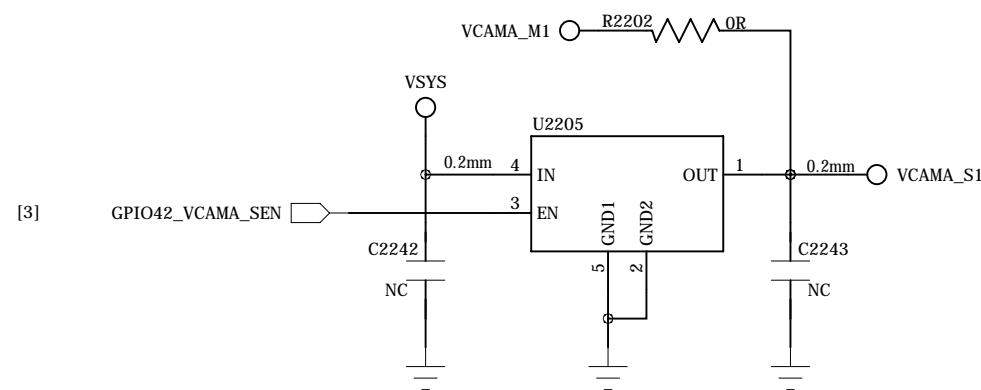 VCAMA_M1
R2202
0R
VSYS
U2205
0.2mm
4
IN
OUT
1
0.2mm
VCAMA_S1
[3]
GPIO42_VCAMA_SEN
3
EN
GND1
GND2
C2242
C2243
5
2
NC
NC